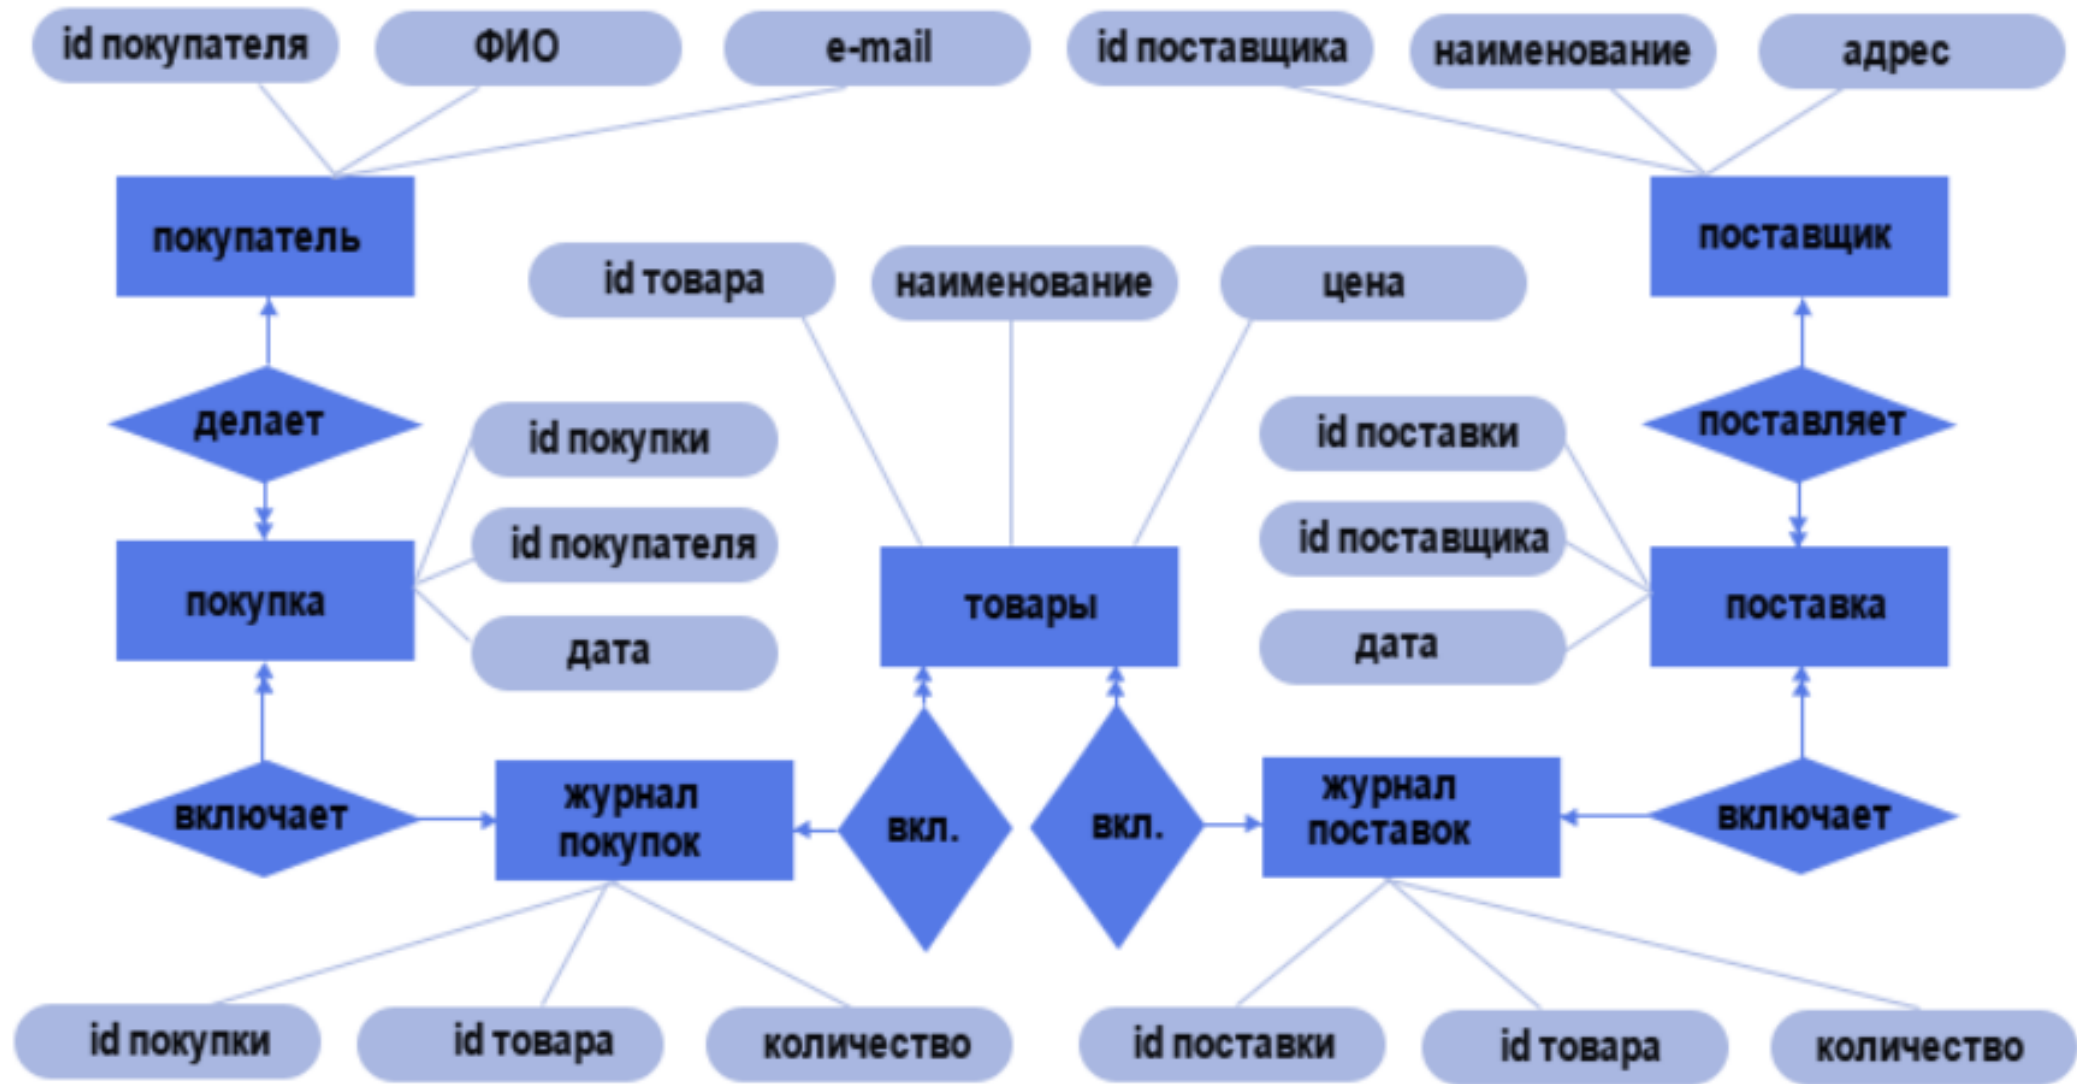 id покупателя
ФИО
e-mail
id поставщика
наименование
адрес
покупатель
поставщик
id товара
наименование
цена
делает
поставляет
id покупки
id покупателя
дата
id поставки
id поставщика
дата
покупка
товары
поставка
включает
журнал
покупок
вкл.
вкл.
журнал
поставок
включает
id покупки
id товара
количество
id поставки
id товара
количество